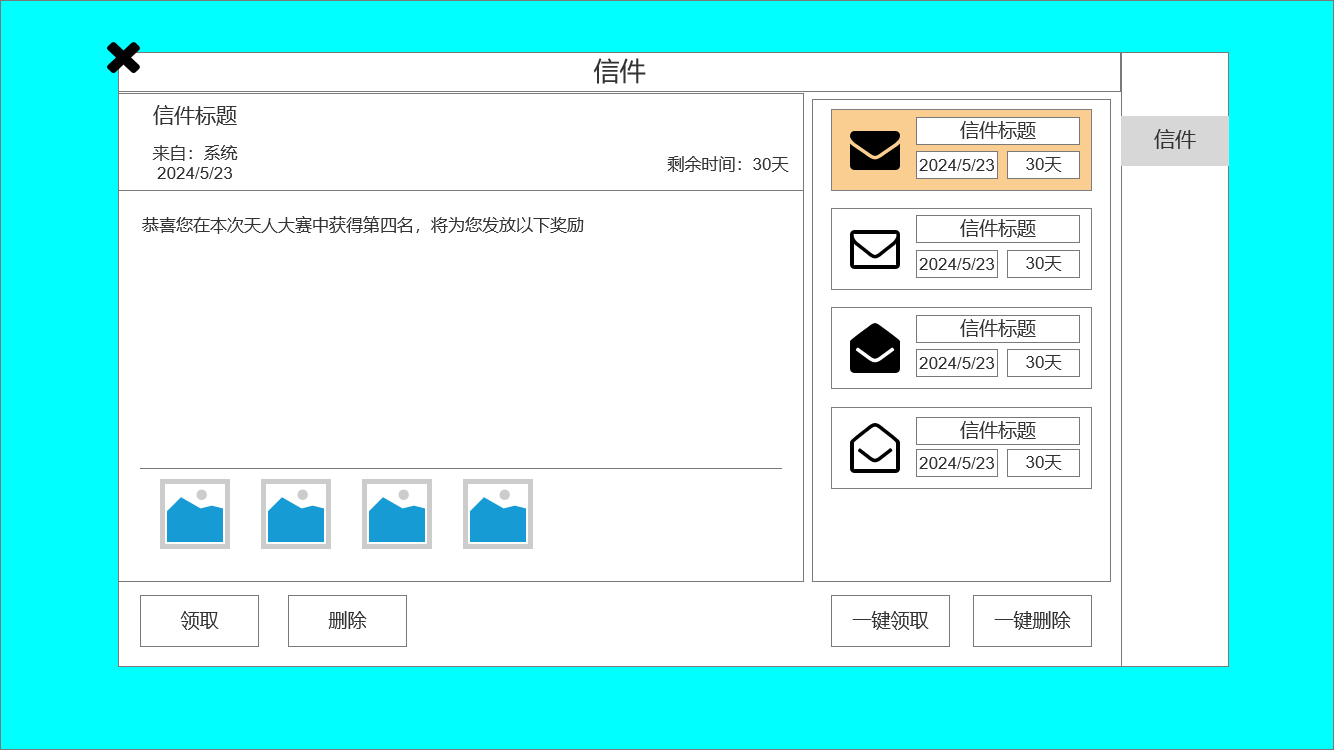 信件
信件标题
来自：系统
2024/5/23
剩余时间：30天
恭喜您在本次天人大赛中获得第四名，将为您发放以下奖励
领取
删除
信件标题
2024/5/23
30天
信件标题
2024/5/23
30天
信件标题
2024/5/23
30天
信件标题
2024/5/23
30天
一键领取
一键删除
信件